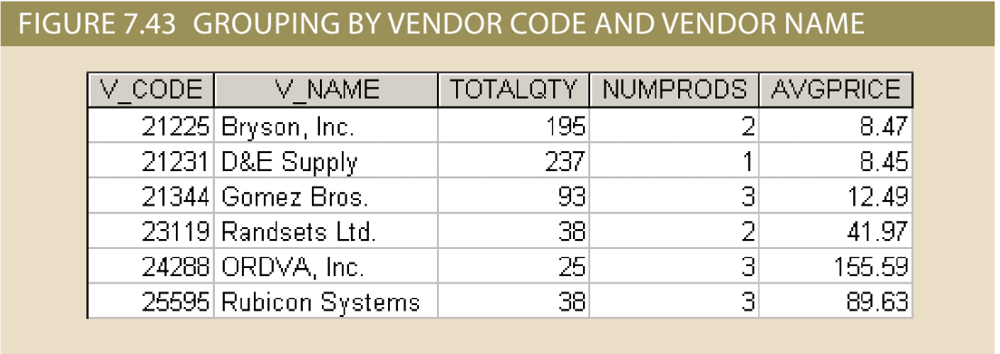 FIGURE 7.43 GROUPING BY VENDOR CODE AND VENDOR NAME
V_CODE V_NAME TOTALQTY NUMPRODS AVGPRICE
21225 Bryson, Inc. 195 2 8.47
21231 D&E Supply 237 1 8.45
21344 Gomez Bros. 93 3 12.49
23119 Randsets Ltd. 38 2 41.97
24288 ORDVA, Inc. 25 3 155.59
25595 Rubicon Systems 38 3 89.63